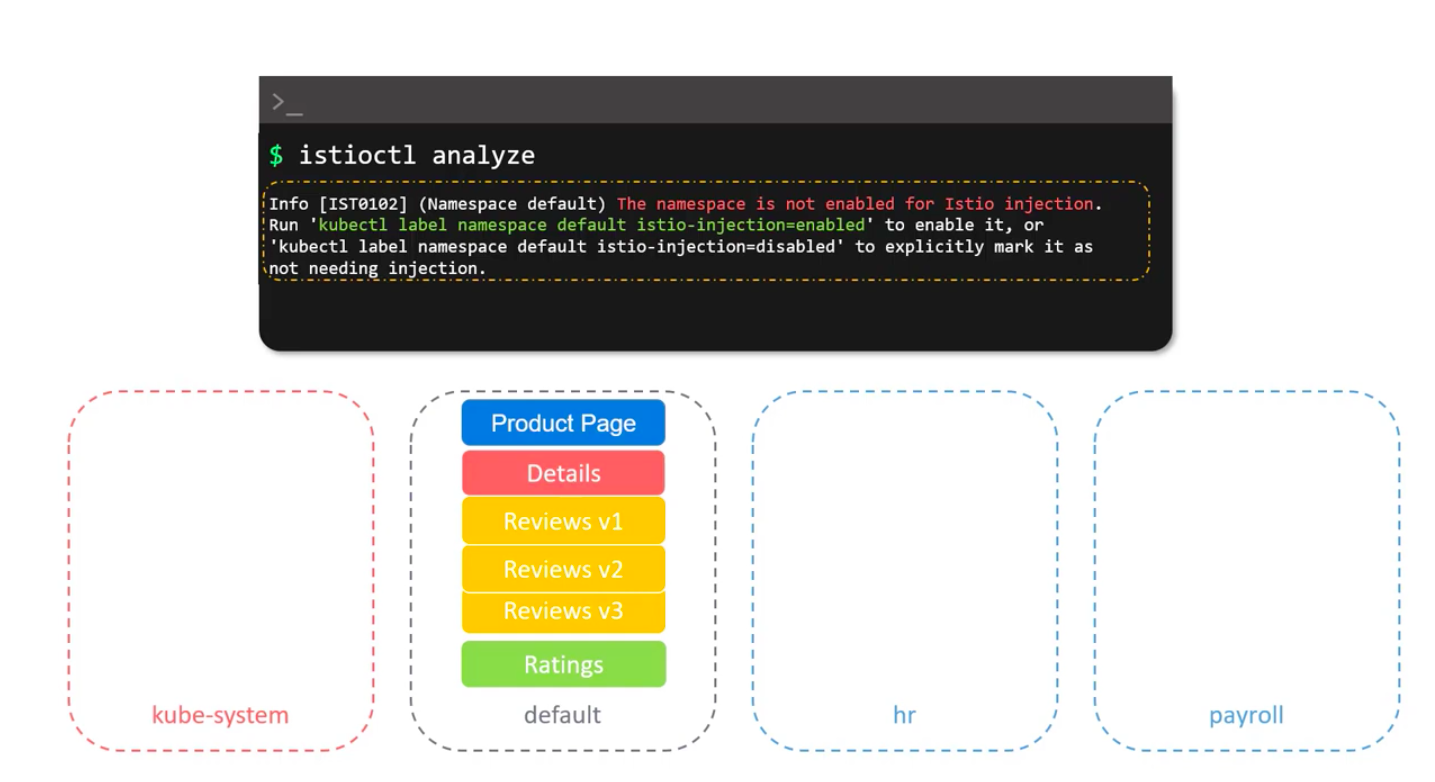 >_
$ istioctl analyze
Info [IST0102] (Namespace default) The namespace is not enabled for Istio injection.
Run 'kubectl label namespace default istio-injection=enabled' to enable it, or
'kubectl label namespace default istio-injection=disabled' to explicitly mark it as
not needing injection.
Product Page
Details
Reviews v1
Reviews v2
Reviews v3
Ratings
kube-system
default
hr
payroll